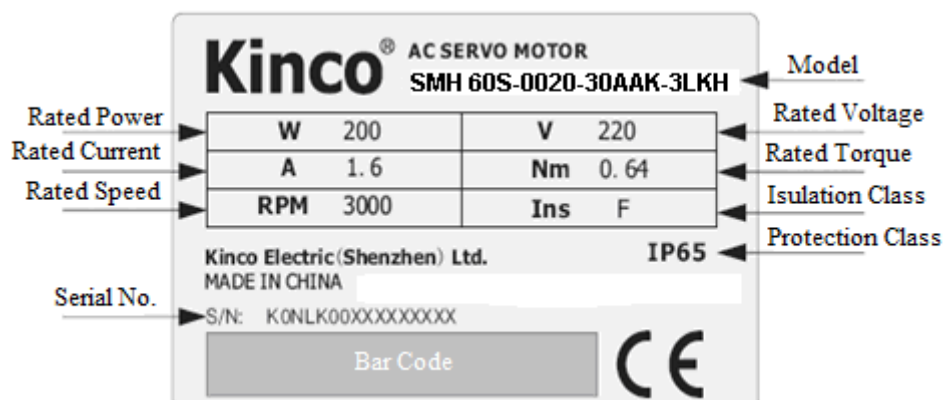 Kinco® AC SERVO MOTOR
SMH 60S-0020-30AAK-3LKH
Model
Rated Power
W 200
V 220
Rated Voltage
Rated Current
A 1.6
Nm 0.64
Rated Torque
Rated Speed
RPM 3000
Ins F
Isulation Class
Kinco Electric(Shenzhen) Ltd.
IP65
Protection Class
MADE IN CHINA
Serial No.
S/N: K0NLK00XXXXXXXXX
Bar Code
CE